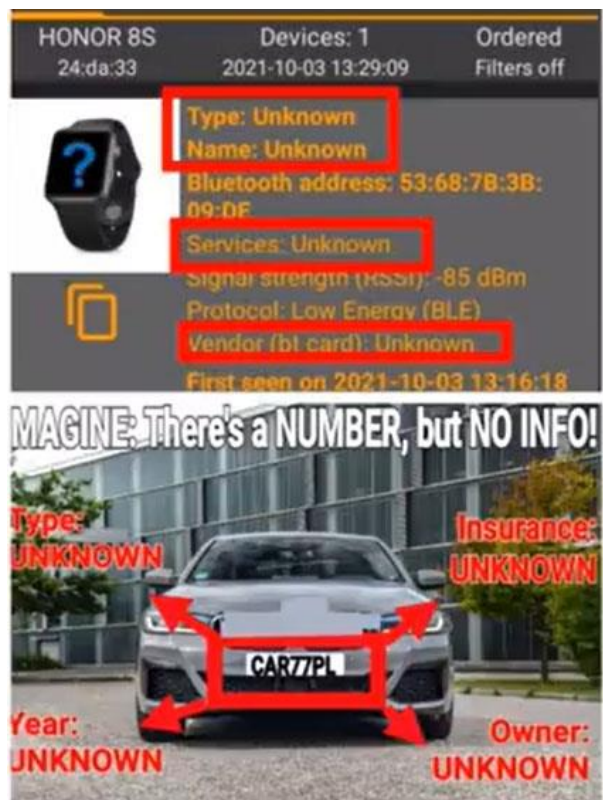 HONOR 8S
24:da:33
Devices: 1
2021-10-03 13:29:09
Ordered
Filters off
?
Type: Unknown
Name: Unknown
Bluetooth address: 53:68:7B:3B:
09:DE
Services: Unknown
Signal strength (RSSI): -85 dBm
Protocol: Low Energy (BLE)
Vendor (bt card): Unknown
First seen on 2021-10-03 13:16:18
MAGINE: There's a NUMBER, but NO INFO!
Type:
UNKNOWN
Insurance:
UNKNOWN
CAR77PL
Year:
UNKNOWN
Owner:
UNKNOWN